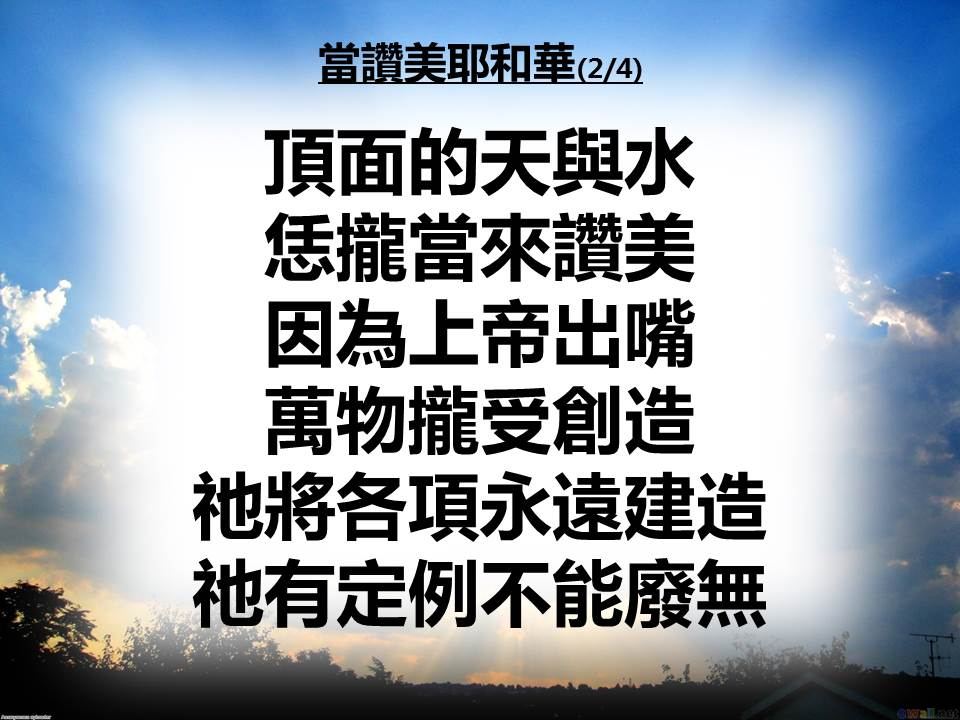 當讚美耶和華(2/4)
頂面的天與水
恁攏當來讚美
因為上帝出嘴
萬物攏受創造
祂將各項永遠建造
祂有定例不能廢無